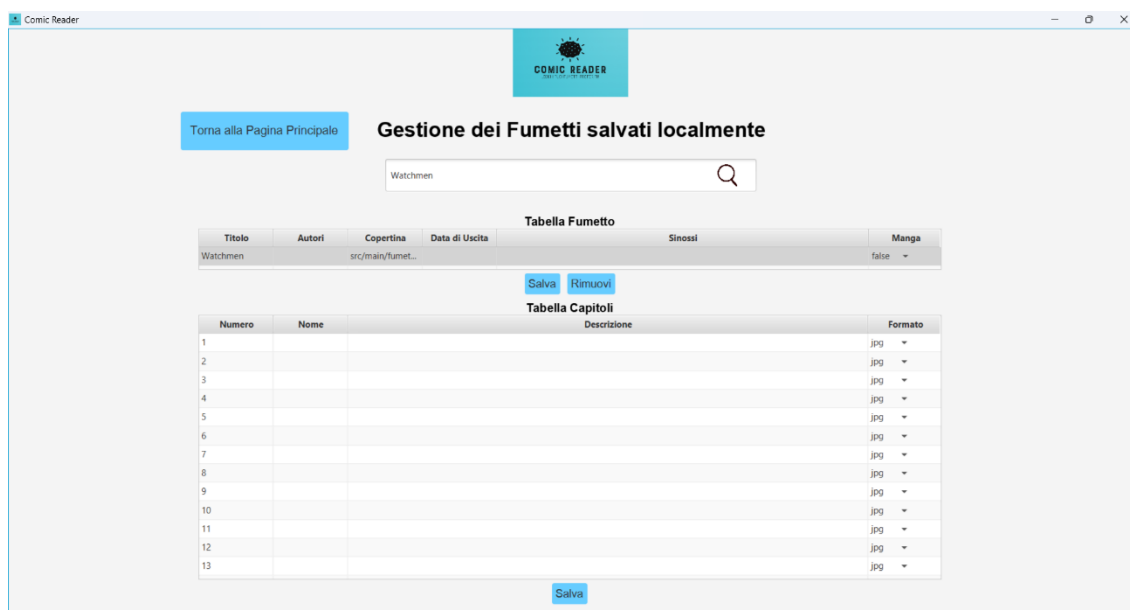 Comic Reader
COMIC READER
Torna alla Pagina Principale
Gestione dei Fumetti salvati localmente
Watchmen
Tabella Fumetto
Titolo Autori Copertina Data di Uscita Sinossi Manga
Watchmen src/main/fumet... false
Salva Rimuovi
Tabella Capitoli
Numero Nome Descrizione Formato
1 jpg
2 jpg
3 jpg
4 jpg
5 jpg
6 jpg
7 jpg
8 jpg
9 jpg
10 jpg
11 jpg
12 jpg
13 jpg
Salva